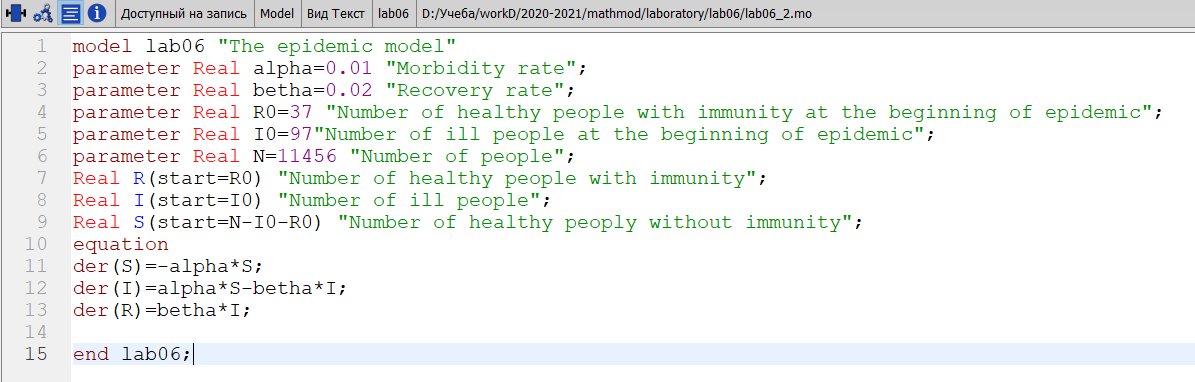 Доступный на запись Model Вид Текст lab06 D:/Учеба/workD/2020-2021/mathmod/laboratory/lab06/lab06_2.mo
1 model lab06 "The epidemic model"
2 parameter Real alpha=0.01 "Morbidity rate";
3 parameter Real betha=0.02 "Recovery rate";
4 parameter Real R0=37 "Number of healthy people with immunity at the beginning of epidemic";
5 parameter Real I0=97"Number of ill people at the beginning of epidemic";
6 parameter Real N=11456 "Number of people";
7 Real R(start=R0) "Number of healthy people with immunity";
8 Real I(start=I0) "Number of ill people";
9 Real S(start=N-I0-R0) "Number of healthy peoply without immunity";
10 equation
11 der(S)=-alpha*S;
12 der(I)=alpha*S-betha*I;
13 der(R)=betha*I;
14
15 end lab06;